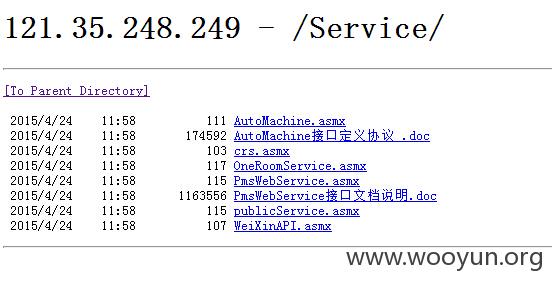 121.35.248.249 - /Service/
[To Parent Directory]
2015/4/24 11:58 111 AutoMachine.asmx
2015/4/24 11:58 174592 AutoMachine接口定义协议 .doc
2015/4/24 11:58 103 crs.asmx
2015/4/24 11:58 117 OneRoomService.asmx
2015/4/24 11:58 115 PmsWebService.asmx
2015/4/24 11:58 1163556 PmsWebService接口文档说明.doc
2015/4/24 11:58 115 publicService.asmx
2015/4/24 11:58 107 WeiXinAPI.asmx
www.wooyun.org